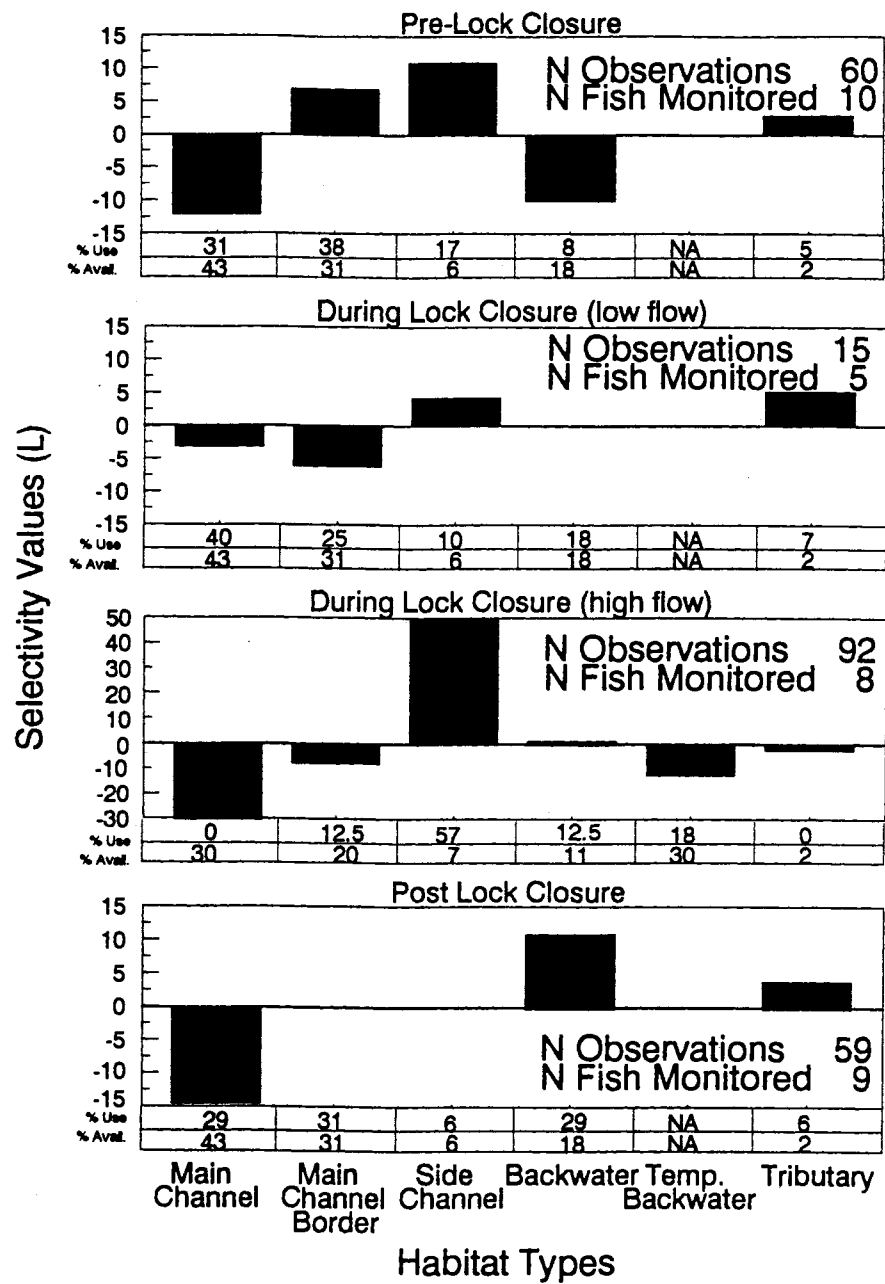 Pre-Lock Closure
15
10
5
0
-5
-10
-15
N Observations 60
N Fish Monitored 10
% Use 31 38 17 8 NA 5
% Avail. 43 31 6 18 NA 2
During Lock Closure (low flow)
15
10
5
0
-5
-10
-15
N Observations 15
N Fish Monitored 5
% Use 40 25 10 18 NA 7
% Avail. 43 31 6 18 NA 2
During Lock Closure (high flow)
50
40
30
20
10
0
-10
-20
-30
N Observations 92
N Fish Monitored 8
% Use 0 12.5 57 12.5 18 0
% Avail. 30 20 7 11 30 2
Post Lock Closure
15
10
5
0
-5
-10
-15
N Observations 59
N Fish Monitored 9
% Use 29 31 6 29 NA 6
% Avail. 43 31 6 18 NA 2
Main Channel
Main Channel Border
Side Channel
Backwater
Temp. Backwater
Tributary
Habitat Types
Selectivity Values (L)